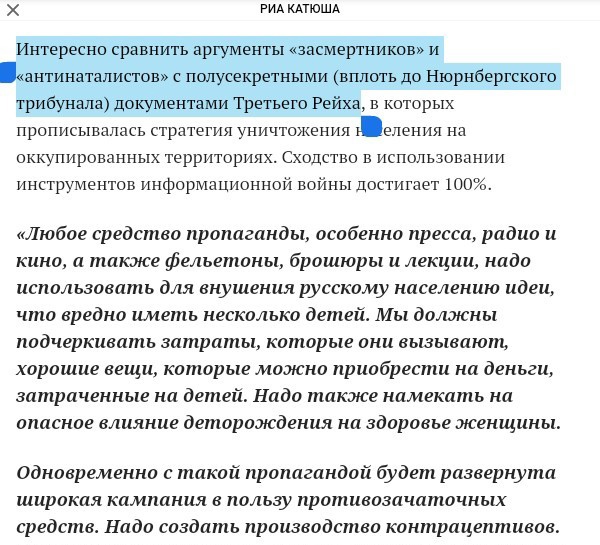 РИА КАТЮША
Интересно сравнить аргументы «засмертников» и
«антинаталистов» с полусекретными (вплоть до Нюрнбергского
трибунала) документами Третьего Рейха, в которых
прописывалась стратегия уничтожения еления на
оккупированных территориях. Сходство в использовании
инструментов информационной войны достигает 100%.
«Любое средство пропаганды, особенно пресса, радио и
кино, а также фельетоны, брошюры и лекции, надо
использовать для внушения русскому населению идеи,
что вредно иметь несколько детей. Мы должны
подчеркивать затраты, которые они вызывают,
хорошие вещи, которые можно приобрести на деньги,
затраченные на детей. Надо также намекать на
опасное влияние деторождения на здоровье женщины.
Одновременно с такой пропагандой будет развернута
широкая кампания в пользу противозачаточных
средств. Надо создать производство контрацептивов.